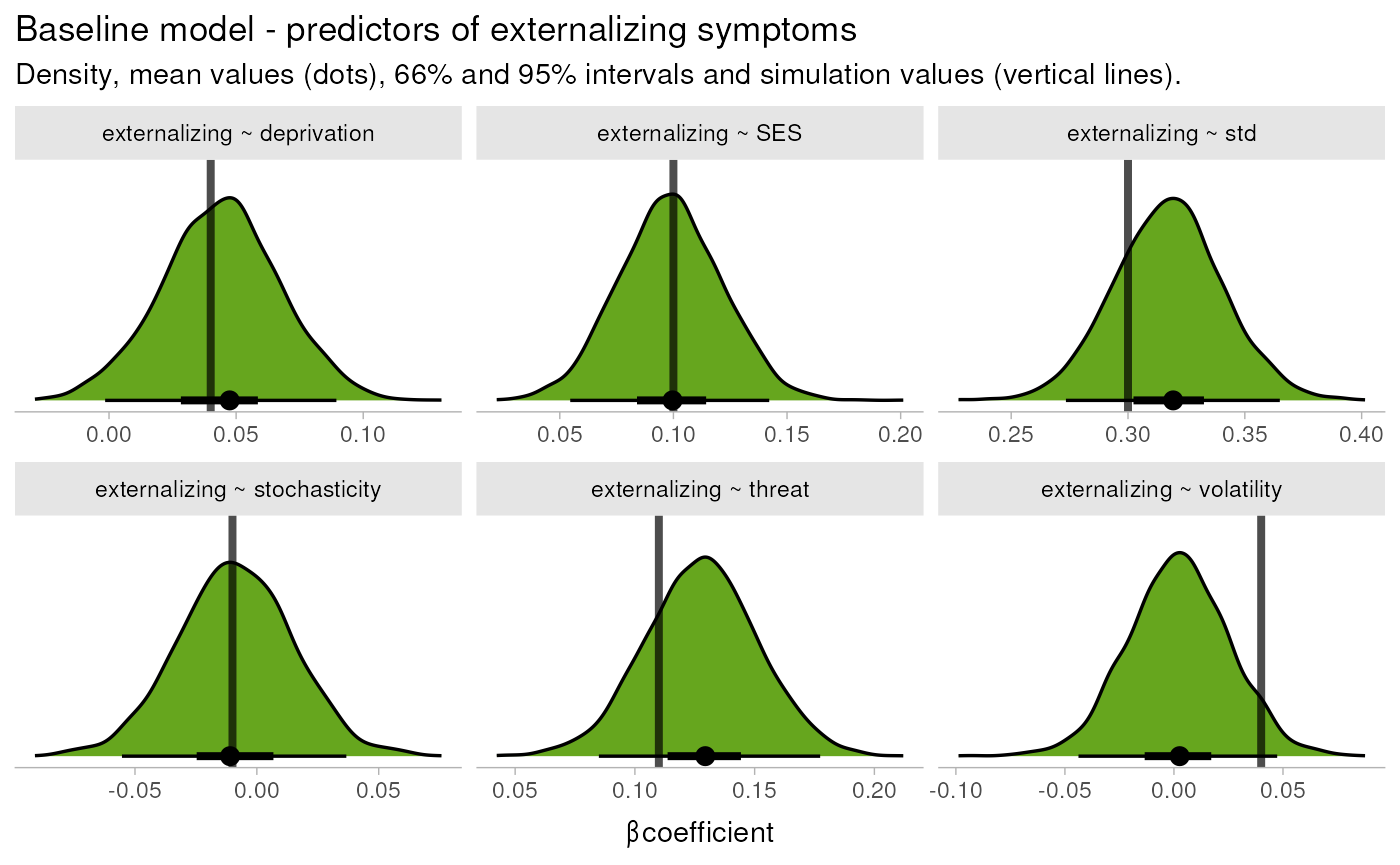 Baseline model - predictors of externalizing symptoms
Density, mean values (dots), 66% and 95% intervals and simulation values (vertical lines).
externalizing ~ deprivation
externalizing ~ SES
externalizing ~ std
0.00 0.05 0.10
0.05 0.10 0.15 0.20
0.25 0.30 0.35 0.40
externalizing ~ stochasticity
externalizing ~ threat
externalizing ~ volatility
-0.05 0.00 0.05
0.05 0.10 0.15 0.20
-0.10 -0.05 0.00 0.05
βcoefficient